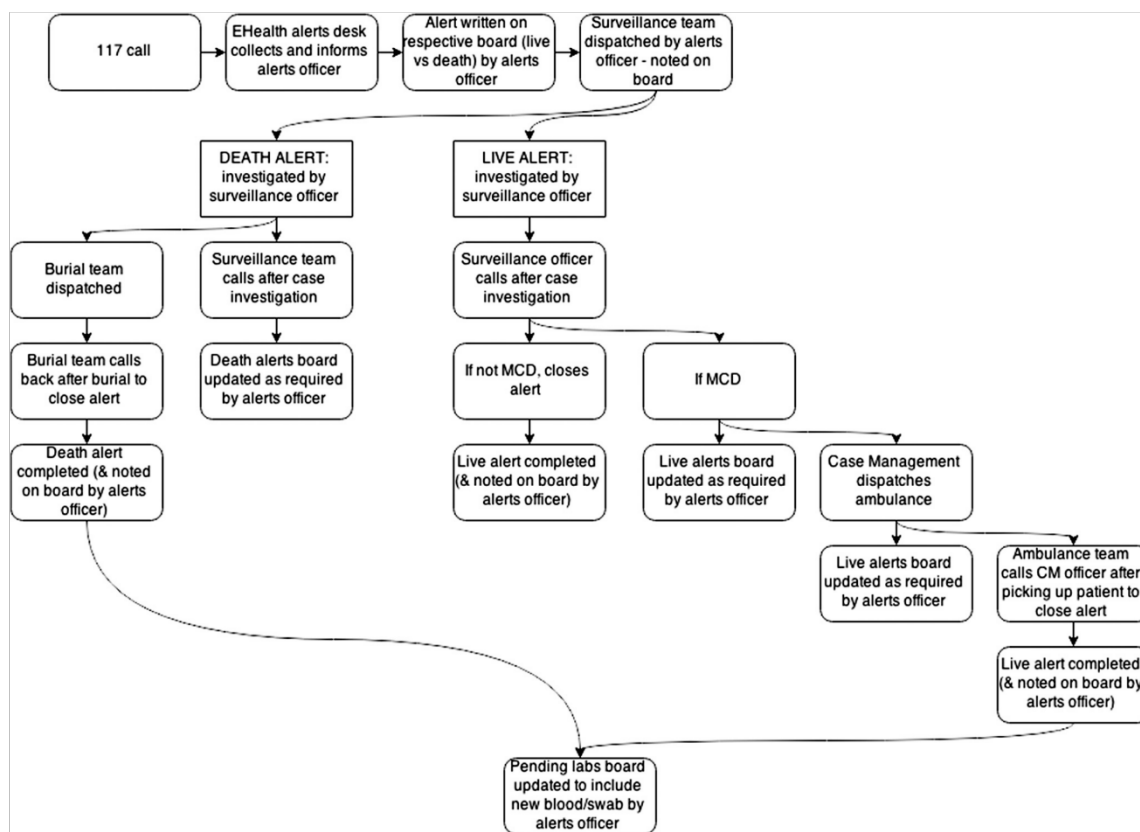 117 call
EHealth alerts desk
collects and informs
alerts officer
Alert written on
respective board (live
vs death) by alerts
officer
Surveillance team
dispatched by alerts
officer - noted on
board
DEATH ALERT:
investigated by
surveillance officer
LIVE ALERT:
investigated by
surveillance officer
Burial team
dispatched
Surveillance team
calls after case
investigation
Surveillance officer
calls after case
investigation
Burial team calls
back after burial to
close alert
Death alerts board
updated as required
by alerts officer
If not MCD, closes
alert
If MCD
Death alert
completed (& noted
on board by alerts
officer)
Live alert completed
(& noted on board by
alerts officer)
Live alerts board
updated as required
by alerts officer
Case Management
dispatches
ambulance
Live alerts board
updated as required
by alerts officer
Ambulance team
calls CM officer after
picking up patient to
close alert
Live alert completed
(& noted on board by
alerts officer)
Pending labs board
updated to include
new blood/swab by
alerts officer